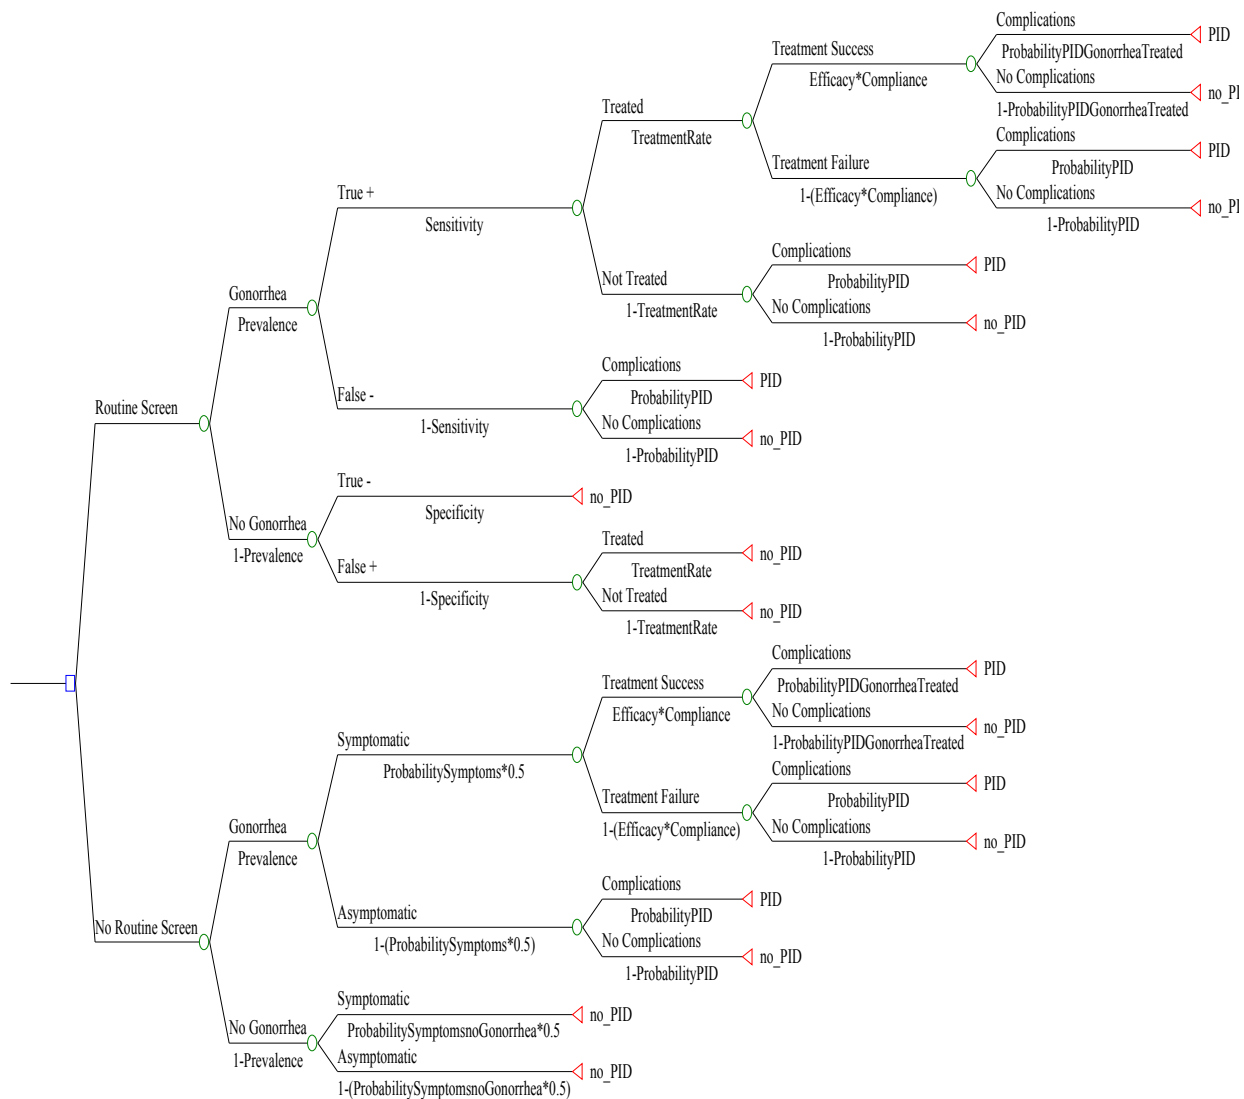 Complications
PID
ProbabilityPIDGonorrheaTreated
Treatment Success
No Complications
Efficacy*Compliance
no_PI
1-ProbabilityPIDGonorrheaTreated
Treated
TreatmentRate
Complications
PID
Treatment Failure
ProbabilityPID
No Complications
1-(Efficacy*Compliance)
no_PI
1-ProbabilityPID
True +
Sensitivity
Complications
PID
Not Treated
ProbabilityPID
1-TreatmentRate
No Complications
no_PID
1-ProbabilityPID
Gonorrhea
Prevalence
Complications
PID
False -
ProbabilityPID
1-Sensitivity
No Complications
no_PID
1-ProbabilityPID
Routine Screen
True -
no_PID
Specificity
No Gonorrhea
1-Prevalence
Treated
no_PID
False +
TreatmentRate
1-Specificity
Not Treated
no_PID
1-TreatmentRate
Complications
PID
Treatment Success
ProbabilityPIDGonorrheaTreated
Efficacy*Compliance
No Complications
no_PID
1-ProbabilityPIDGonorrheaTreated
Symptomatic
ProbabilitySymptoms*0.5
Complications
PID
Treatment Failure
ProbabilityPID
1-(Efficacy*Compliance)
No Complications
no_PID
1-ProbabilityPID
Gonorrhea
Prevalence
Complications
PID
Asymptomatic
ProbabilityPID
1-(ProbabilitySymptoms*0.5)
No Complications
no_PID
1-ProbabilityPID
No Routine Screen
Symptomatic
no_PID
ProbabilitySymptomsnoGonorrhea*0.5
No Gonorrhea
1-Prevalence
Asymptomatic
no_PID
1-(ProbabilitySymptomsnoGonorrhea*0.5)